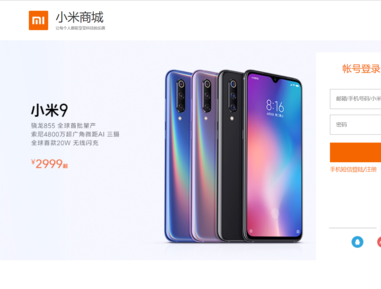 mi
小米商城
让每个人都能享受科技的乐趣
帐号登录
邮箱/手机号码/小米
密码
手机短信登陆/注册
小米9
骁龙855 全球首批量产
索尼4800万超广角微距AI 三摄
全球首款20W 无线闪充
¥2999起
8:16